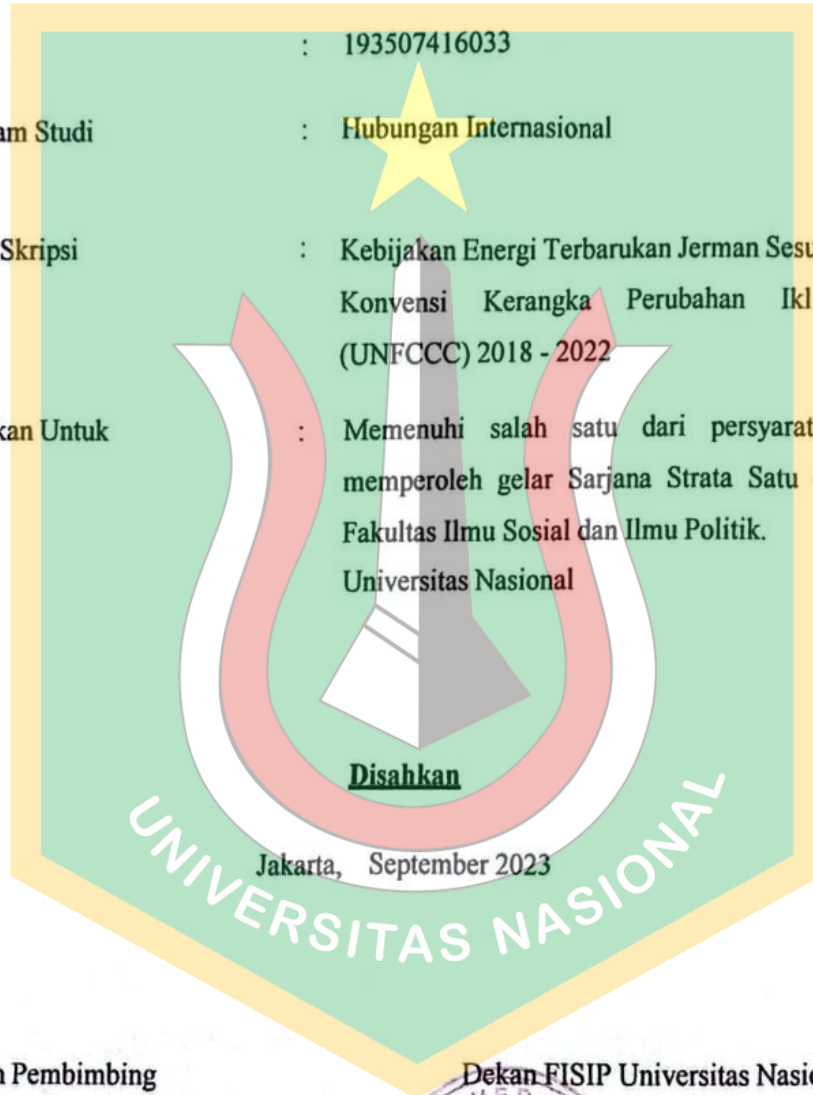 : 193507416033
am Studi : Hubungan Internasional
Skripsi : Kebijakan Energi Terbarukan Jerman Sesu
Konvensi Kerangka Perubahan Ikl
(UNFCCC) 2018 - 2022
kan Untuk : Memenuhi salah satu dari persyarat
memperoleh gelar Sarjana Strata Satu
Fakultas Ilmu Sosial dan Ilmu Politik.
Universitas Nasional
Disahkan
Jakarta, September 2023
UNIVERSITAS NASIONAL
n Pembimbing Dekan FISIP Universitas Nasio